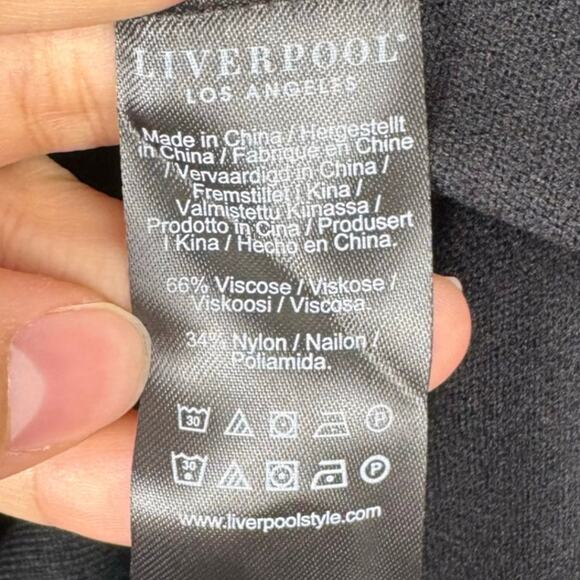 LIVERPOOL
LOS ANGELES
Made in China / Hergestellt
in China / Fabriqué en Chine
/ Vervaardigd in China /
Fremstillet i Kina /
Valmistettu Kiinassa /
Prodotto in Cina / Produsert
I Kina / Hecho en China.
66% Viscose / Viskose /
Viskoosi / Viscosa
34% Nylon / Nailon /
Poliamida.
30 P
30 P
www.liverpoolstyle.com